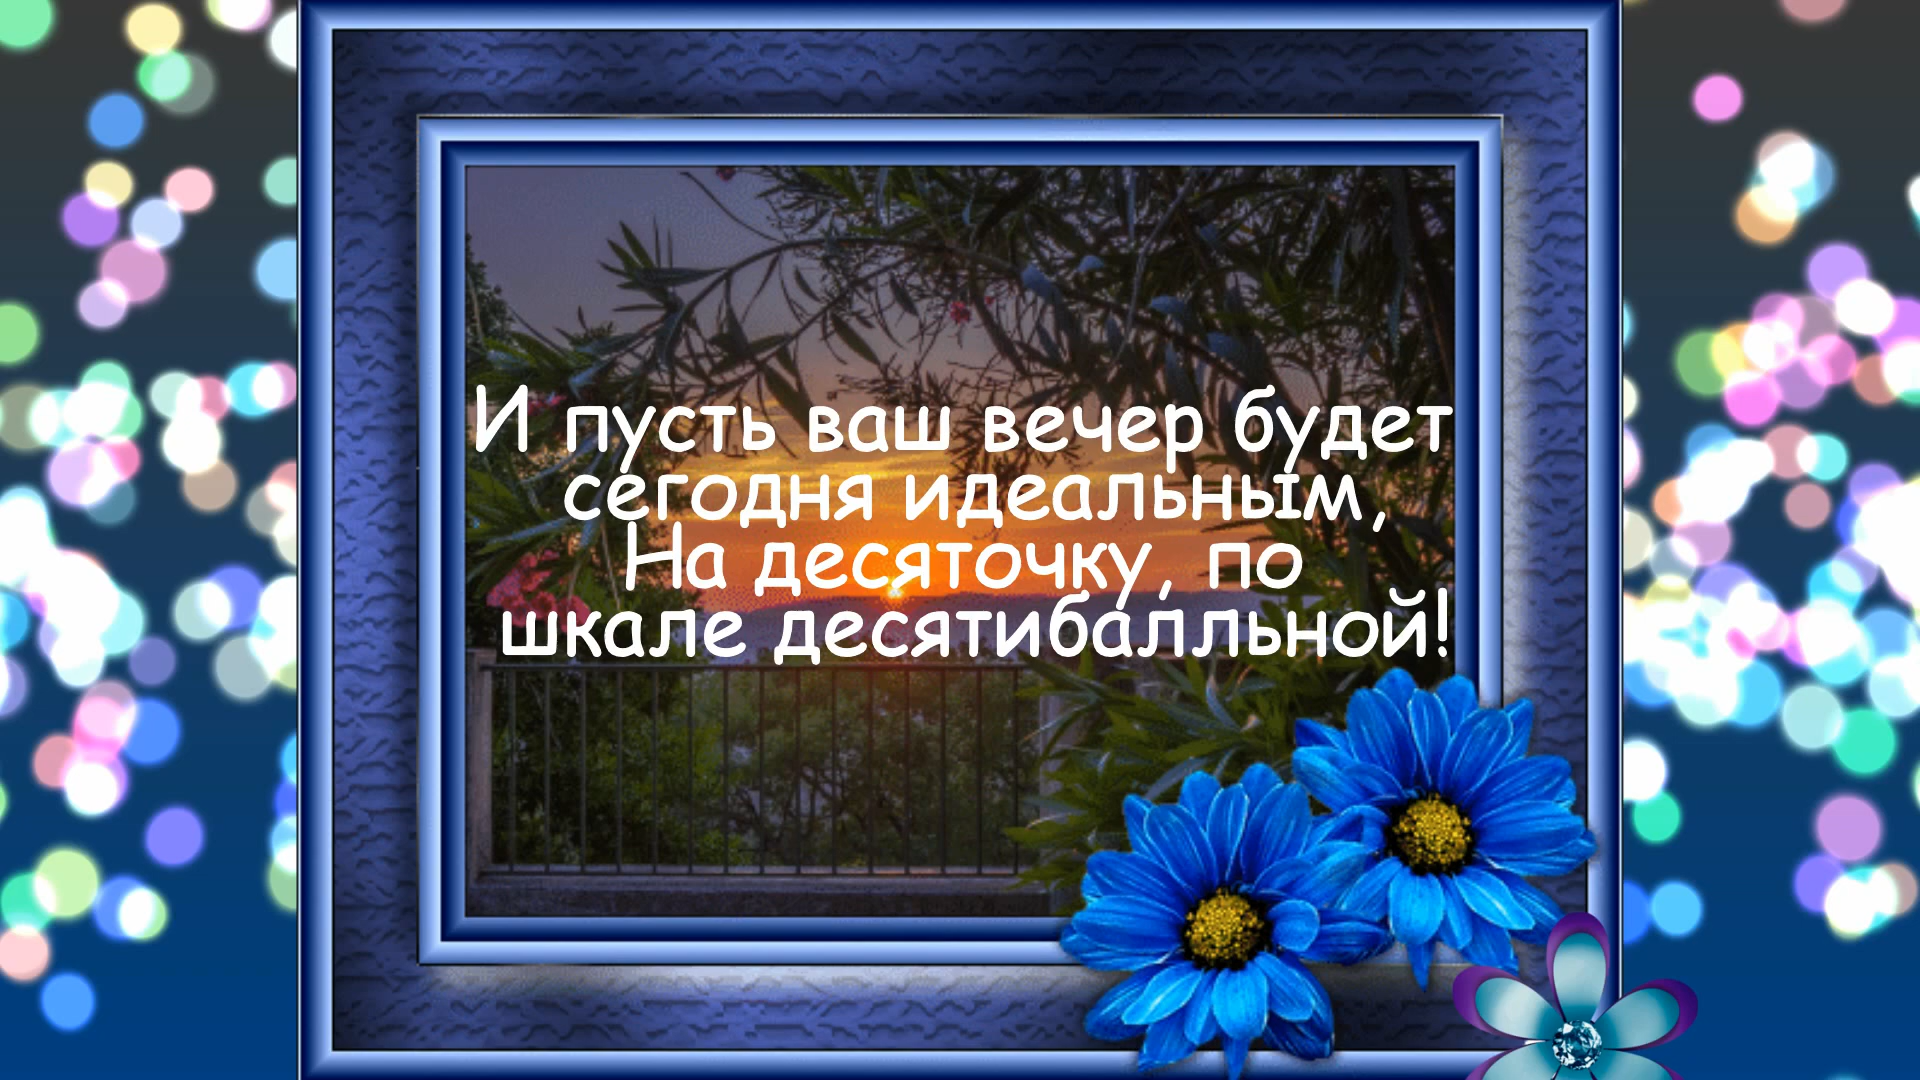 И пусть ваш вечер будет
сегодня идеальным,
На десяточку, по
шкале десятибалльной!